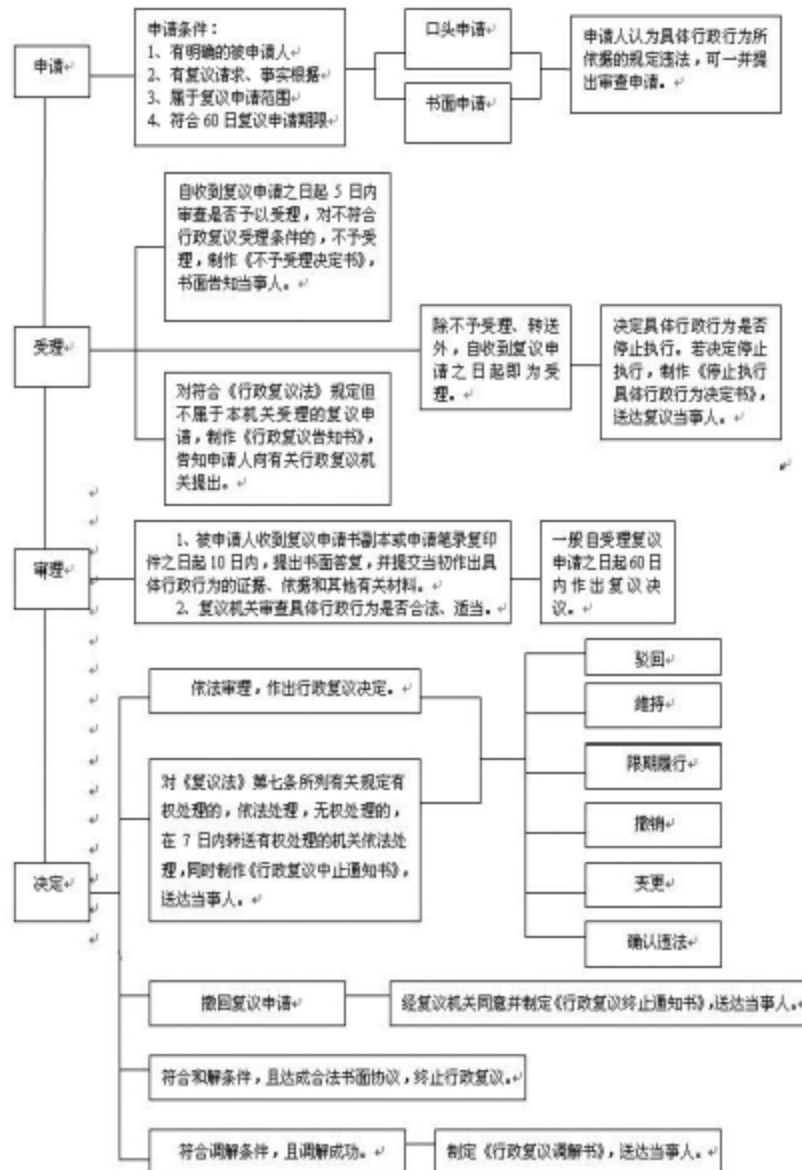 申请
申请条件：
1、有明确的被申请人
2、有复议请求、事实根据
3、属于复议申请范围
4、符合60日复议申请期限
口头申请
书面申请
申请人认为具体行政行为所
依据的规定违法，可一并提
出审查申请。
自收到复议申请之日起 5 日内
审查是否予以受理，对不符合
行政复议受理条件的，不予受
理，制作《不予受理决定书》，
书面告知当事人。
受理
除不予受理、转送
外，自收到复议申
请之日起即为受
理。
决定具体行政行为是否
停止执行。若决定停止
执行，制作《停止执行
具体行政行为决定书》，
送达复议当事人。
对符合《行政复议法》规定但
不属于本机关受理的复议申
请，制作《行政复议告知书》，
告知申请人向有关行政复议机
关提出。
审理
1、被申请人收到复议申请书副本或申请笔录复印
件之日起10日内，提出书面答复，并提交当初作出具
体行政行为的证据、依据和其他有关材料。
2、复议机关审查具体行政行为是否合法、适当。
一般自受理复议
申请之日起60日
内作出复议决
议。
决定
依法审理，作出行政复议决定。
对《复议法》第七条所列有关规定有
权处理的，依法处理，无权处理的，
在 7 日内转送有权处理的机关依法处
理，同时制作《行政复议中止通知书》，
送达当事人。
驳回
维持
限期履行
撤销
变更
确认违法
撤回复议申请
经复议机关同意并制定《行政复议终止通知书》，送达当事人。
符合和解条件，且达成合法书面协议，终止行政复议。
符合调解条件，且调解成功。
制定《行政复议调解书》，送达当事人。